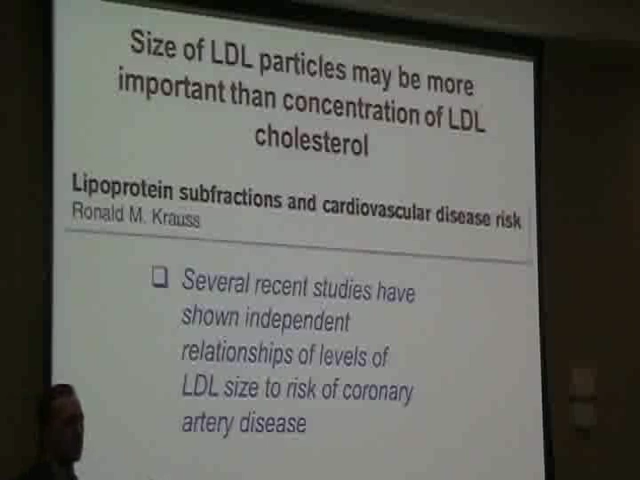 Size of LDL particles may be more
important than concentration of LDL
cholesterol
Lipoprotein subfractions and cardiovascular disease risk
Ronald M. Krauss
Several recent studies have
shown independent
relationships of levels of
LDL size to risk of coronary
artery disease